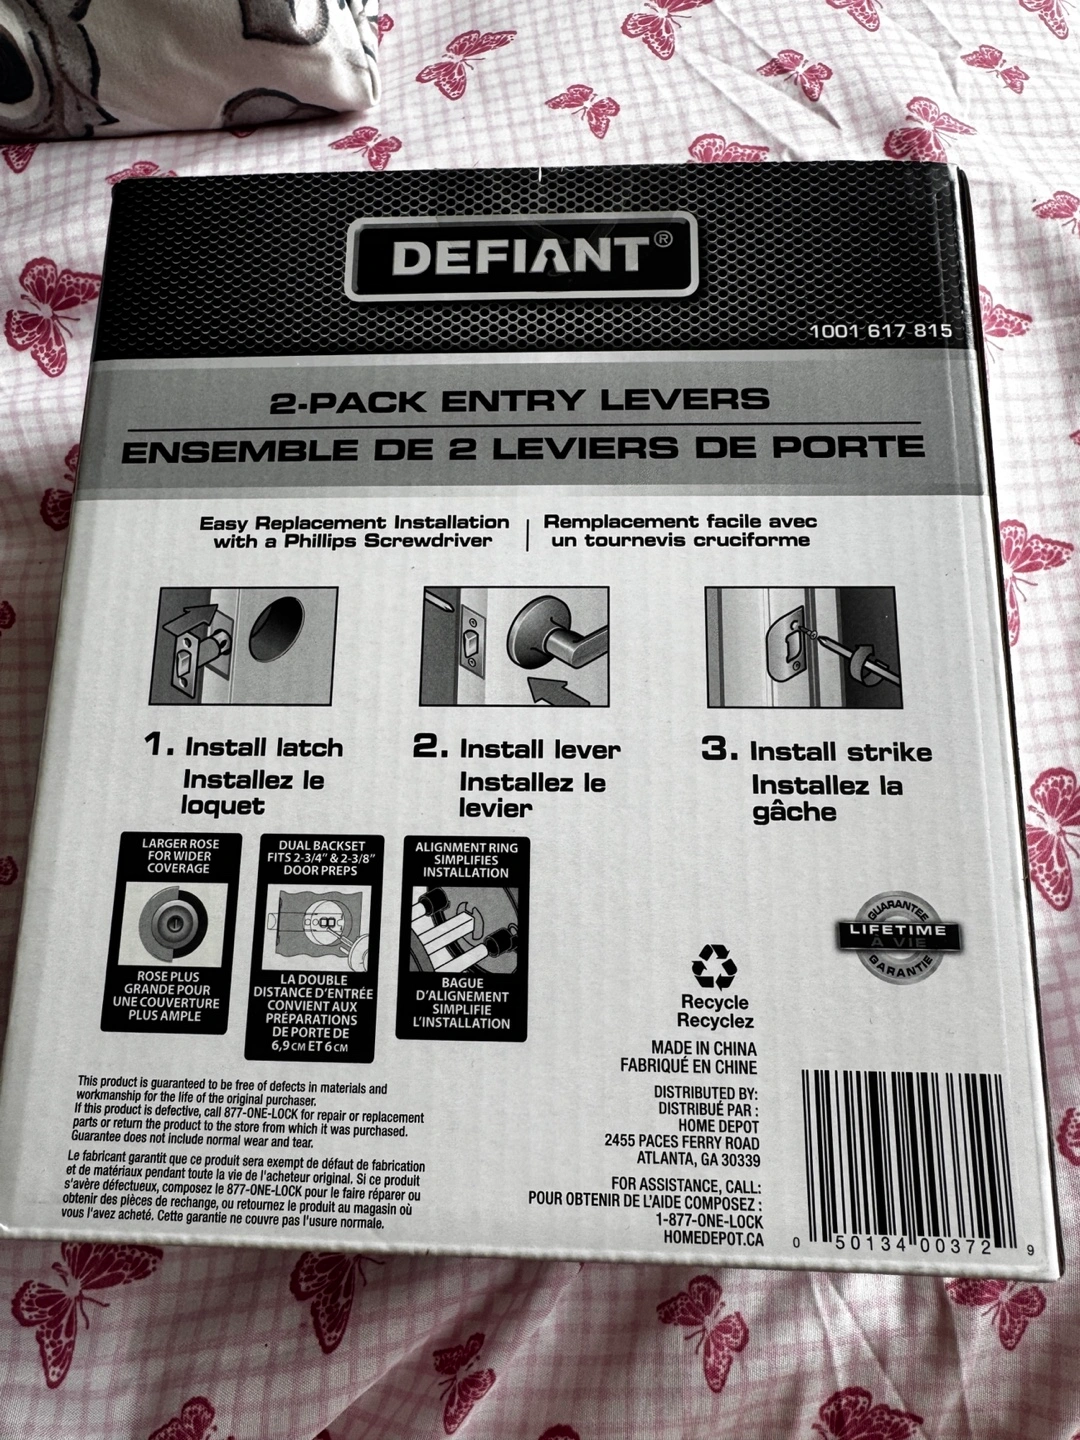 DEFIANT®
1001 617 815
2-PACK ENTRY LEVERS
ENSEMBLE DE 2 LEVIERS DE PORTE
Easy Replacement Installation
with a Phillips Screwdriver
Remplacement facile avec
un tournevis cruciforme
1. Install latch
Installez le
loquet
2. Install lever
Installez le
levier
3. Install strike
Installez la
gâche
LARGER ROSE
FOR WIDER
COVERAGE
ROSE PLUS
GRANDE POUR
UNE COUVERTURE
PLUS AMPLE
DUAL BACKSET
FITS 2-3/4" & 2-3/8"
DOOR PREPS
LA DOUBLE
DISTANCE D'ENTRÉE
CONVIENT AUX
PRÉPARATIONS
DE PORTE DE
6,9 CM ET 6 CM
ALIGNMENT RING
SIMPLIFIES
INSTALLATION
BAGUE
D'ALIGNEMENT
SIMPLIFIE
L'INSTALLATION
GUARANTEE
LIFETIME
À VIE
GARANTIE
Recycle
Recyclez
MADE IN CHINA
FABRIQUÉ EN CHINE
DISTRIBUTED BY:
DISTRIBUÉ PAR :
HOME DEPOT
2455 PACES FERRY ROAD
ATLANTA, GA 30339
FOR ASSISTANCE, CALL:
POUR OBTENIR DE L'AIDE COMPOSEZ :
1-877-ONE-LOCK
HOMEDEPOT.CA
This product is guaranteed to be free of defects in materials and
workmanship for the life of the original purchaser.
If this product is defective, call 877-ONE-LOCK for repair or replacement
parts or return the product to the store from which it was purchased.
Guarantee does not include normal wear and tear.
Le fabricant garantit que ce produit sera exempt de défaut de fabrication
et de matériaux pendant toute la vie de l'acheteur original. Si ce produit
s'avère défectueux, composez le 877-ONE-LOCK pour le faire réparer ou
obtenir des pièces de rechange, ou retournez le produit au magasin où
vous l'avez acheté. Cette garantie ne couvre pas l'usure normale.
0 50134 00372 9